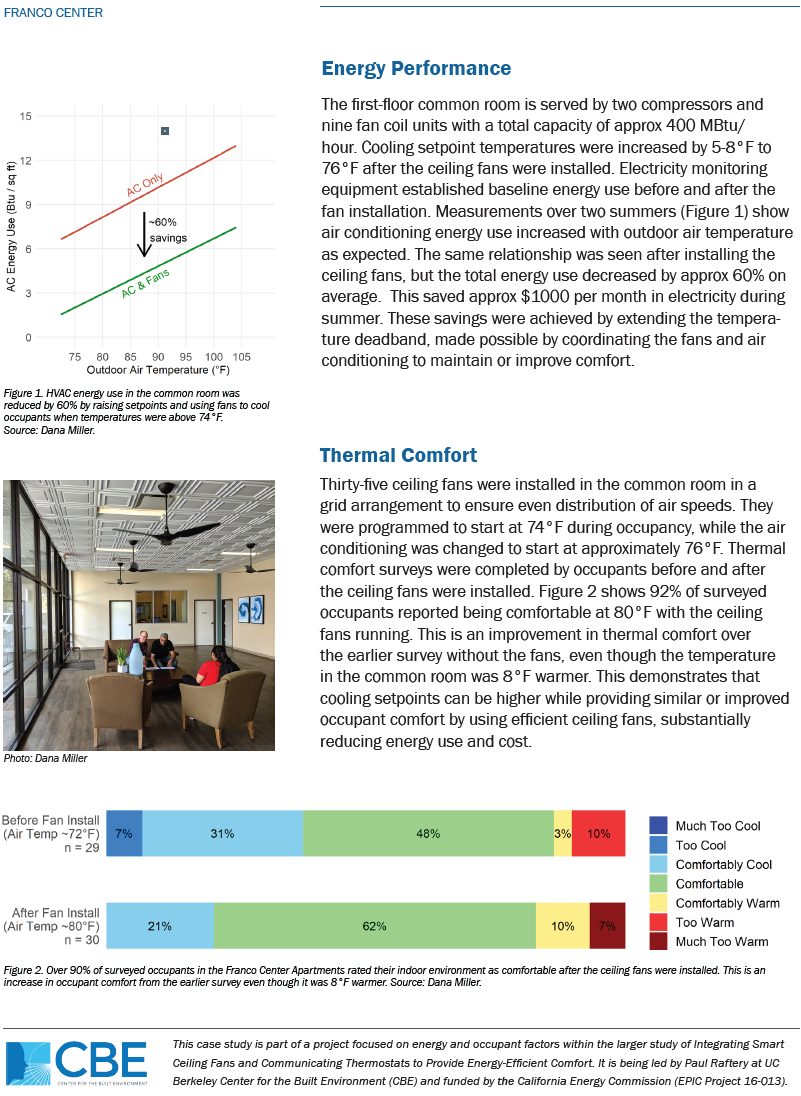 FRANCO CENTER
Energy Performance
The first-floor common room is served by two compressors and
nine fan coil units with a total capacity of approx 400 MBtu/
hour. Cooling setpoint temperatures were increased by 5-8°F to
76°F after the ceiling fans were installed. Electricity monitoring
equipment established baseline energy use before and after the
fan installation. Measurements over two summers (Figure 1) show
air conditioning energy use increased with outdoor air temperature
as expected. The same relationship was seen after installing the
ceiling fans, but the total energy use decreased by approx 60% on
average.  This saved approx $1000 per month in electricity during
summer. These savings were achieved by extending the tempera-
ture deadband, made possible by coordinating the fans and air
conditioning to maintain or improve comfort.
AC Energy Use (Btu / sq ft)
15
12
9
6
3
0
AC Only
~60%
savings
AC & Fans
75 80 85 90 95 100 105
Outdoor Air Temperature (°F)
Figure 1. HVAC energy use in the common room was
reduced by 60% by raising setpoints and using fans to cool
occupants when temperatures were above 74°F.
Source: Dana Miller.
Thermal Comfort
Thirty-five ceiling fans were installed in the common room in a
grid arrangement to ensure even distribution of air speeds. They
were programmed to start at 74°F during occupancy, while the air
conditioning was changed to start at approximately 76°F. Thermal
comfort surveys were completed by occupants before and after
the ceiling fans were installed. Figure 2 shows 92% of surveyed
occupants reported being comfortable at 80°F with the ceiling
fans running. This is an improvement in thermal comfort over
the earlier survey without the fans, even though the temperature
in the common room was 8°F warmer. This demonstrates that
cooling setpoints can be higher while providing similar or improved
occupant comfort by using efficient ceiling fans, substantially
reducing energy use and cost.
Photo: Dana Miller
Before Fan Install
(Air Temp ~72°F)
n = 29
7% 31% 48% 3% 10%
After Fan Install
(Air Temp ~80°F)
n = 30
21% 62% 10% 7%
Much Too Cool
Too Cool
Comfortably Cool
Comfortable
Comfortably Warm
Too Warm
Much Too Warm
Figure 2. Over 90% of surveyed occupants in the Franco Center Apartments rated their indoor environment as comfortable after the ceiling fans were installed. This is an
increase in occupant comfort from the earlier survey even though it was 8°F warmer. Source: Dana Miller.
CBE
CENTER FOR THE BUILT ENVIRONMENT
This case study is part of a project focused on energy and occupant factors within the larger study of Integrating Smart
Ceiling Fans and Communicating Thermostats to Provide Energy-Efficient Comfort. It is being led by Paul Raftery at UC
Berkeley Center for the Built Environment (CBE) and funded by the California Energy Commission (EPIC Project 16-013).